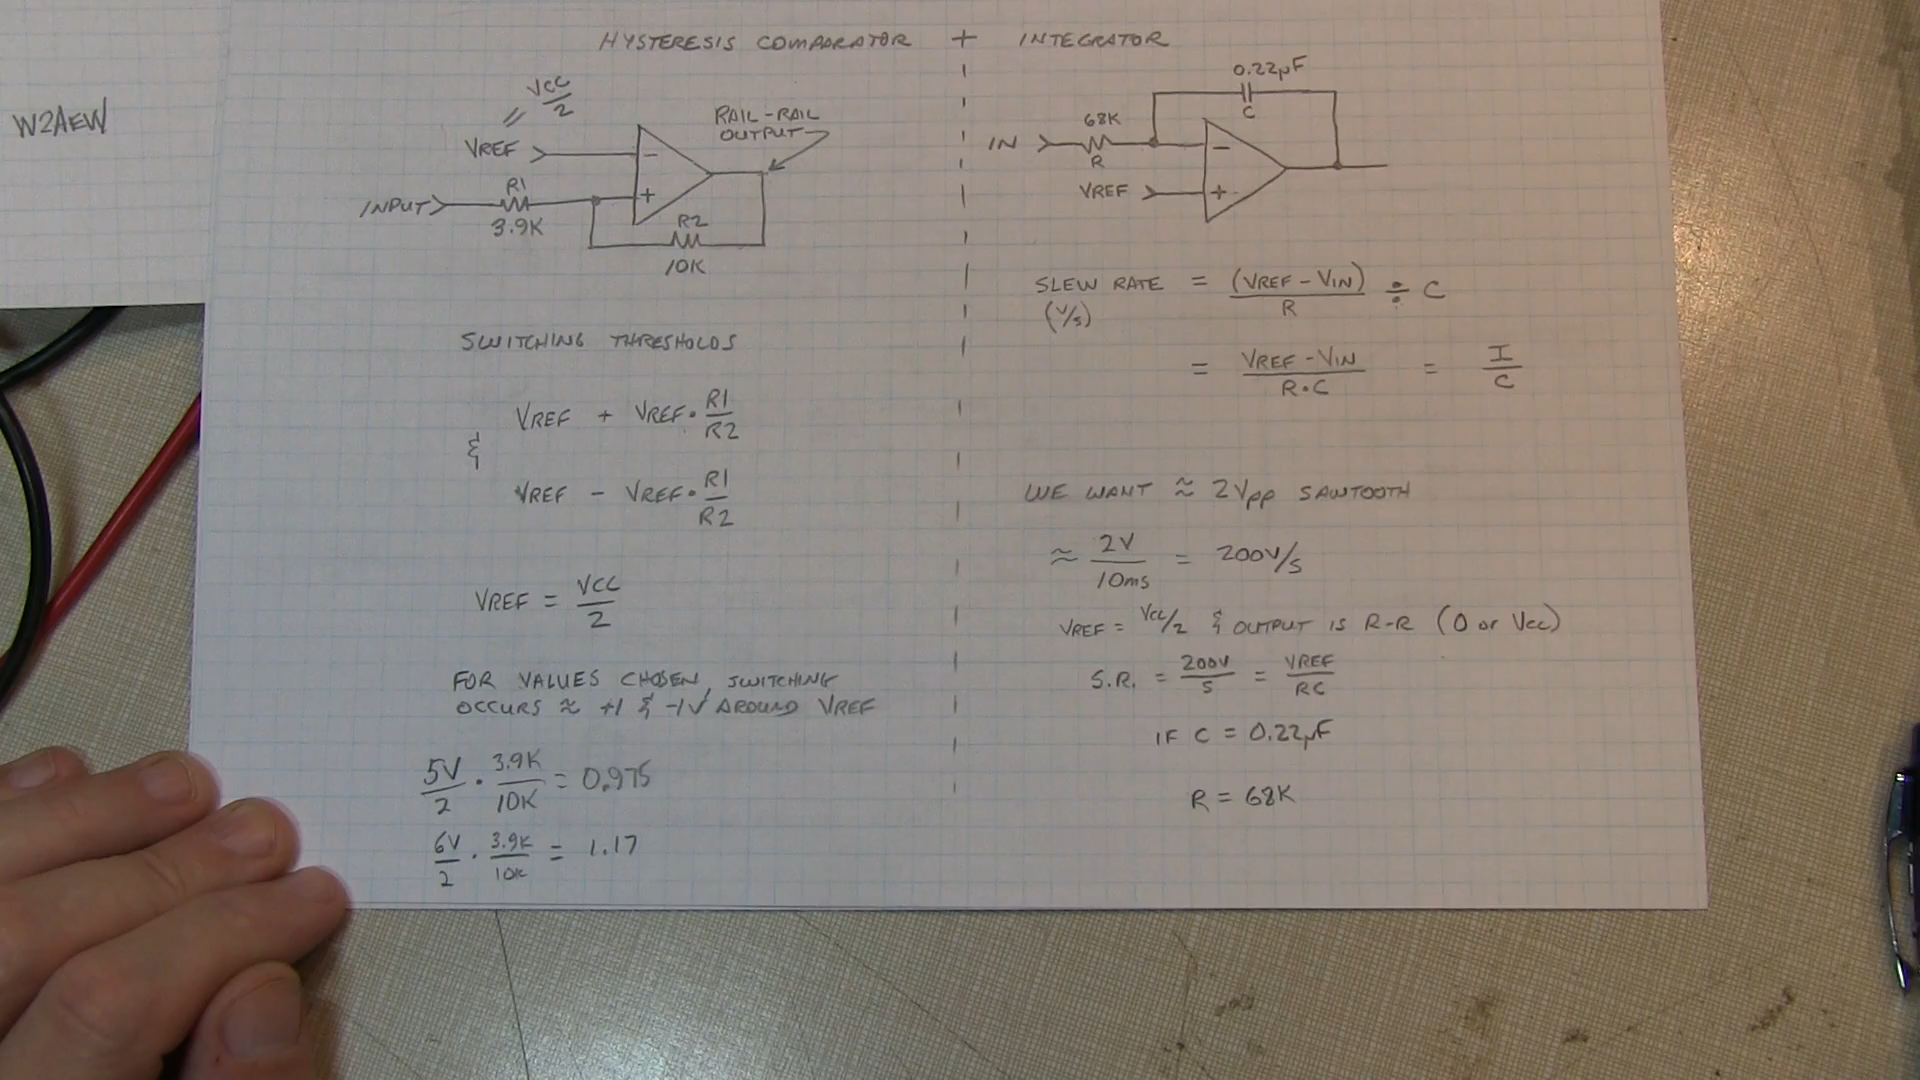 W2AEW
HYSTERESIS COMPARATOR + INTEGRATOR
VCC/2
=
VREF
−
+
INPUT
R1
3.9K
R2
10K
RAIL-RAIL
OUTPUT
SWITCHING THRESHOLDS
VREF + VREF • R1/R2
&
VREF − VREF • R1/R2
VREF = VCC/2
FOR VALUES CHOSEN, SWITCHING
OCCURS ≈ +1 & -1V AROUND VREF
5V/2 · 3.9K/10K = 0.975
6V/2 · 3.9K/10K = 1.17
0.22µF
C
68K
IN
R
−
VREF
+
SLEW RATE = (VREF - VIN)/R ÷ C
(V/s)
= VREF - VIN/R•C = I/C
WE WANT ≈ 2Vpp SAWTOOTH
≈ 2V/10ms = 200V/s
VREF = VCC/2 & OUTPUT IS R-R (0 or Vcc)
S.R. = 200V/S = VREF/RC
IF C = 0.22µF
R = 68K